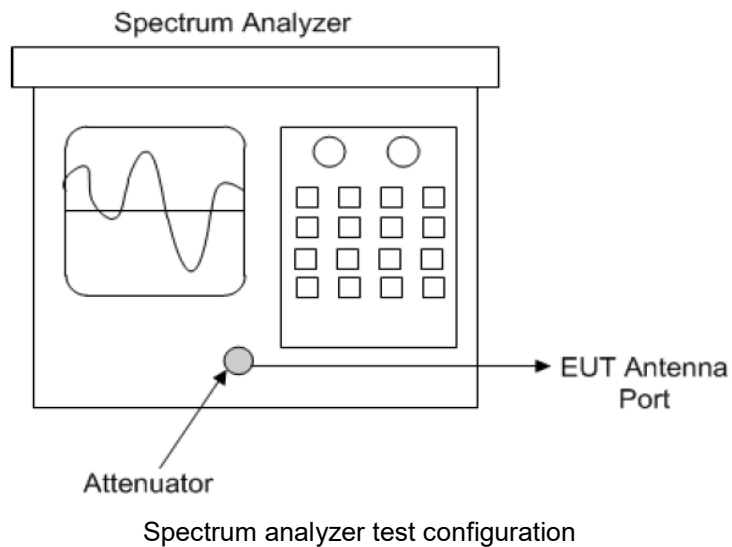 Spectrum Analyzer
EUT Antenna
Port
Attenuator
Spectrum analyzer test configuration